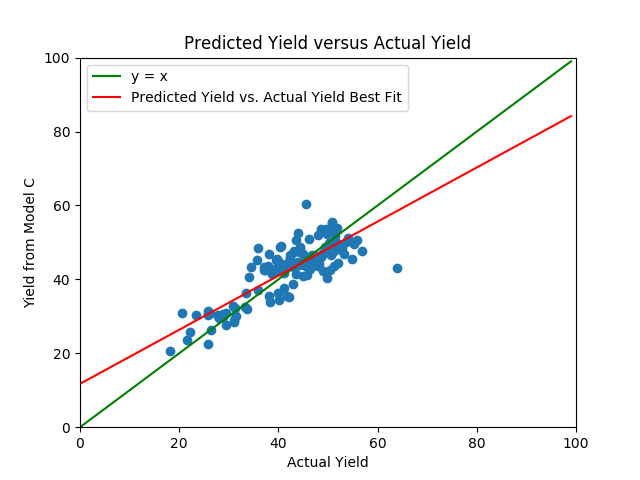 Predicted Yield versus Actual Yield
y = x
Predicted Yield vs. Actual Yield Best Fit
100
80
60
40
20
0
Yield from Model C
0 20 40 60 80 100
Actual Yield